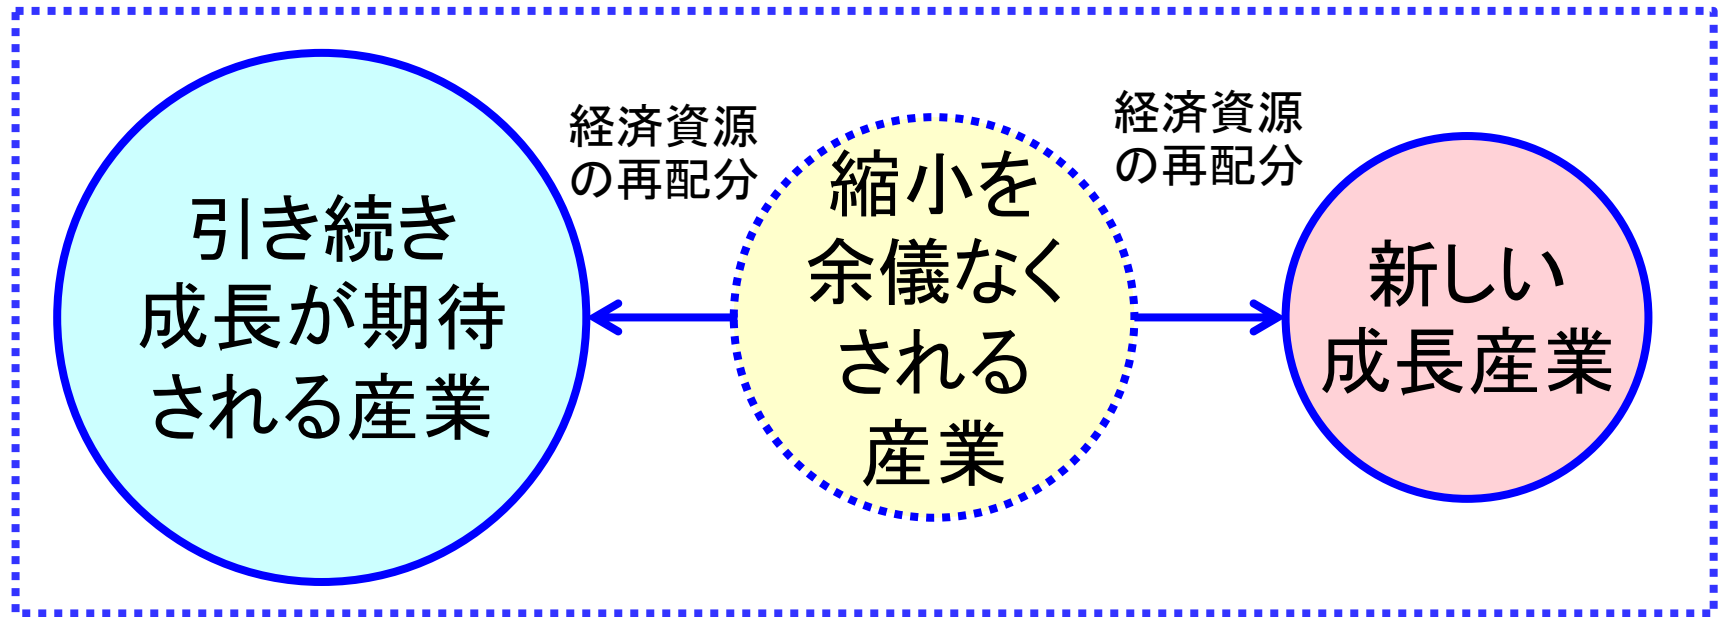 引き続き
成長が期待
される産業
経済資源
の再配分
縮小を
余儀なく
される
産業
経済資源
の再配分
新しい
成長産業